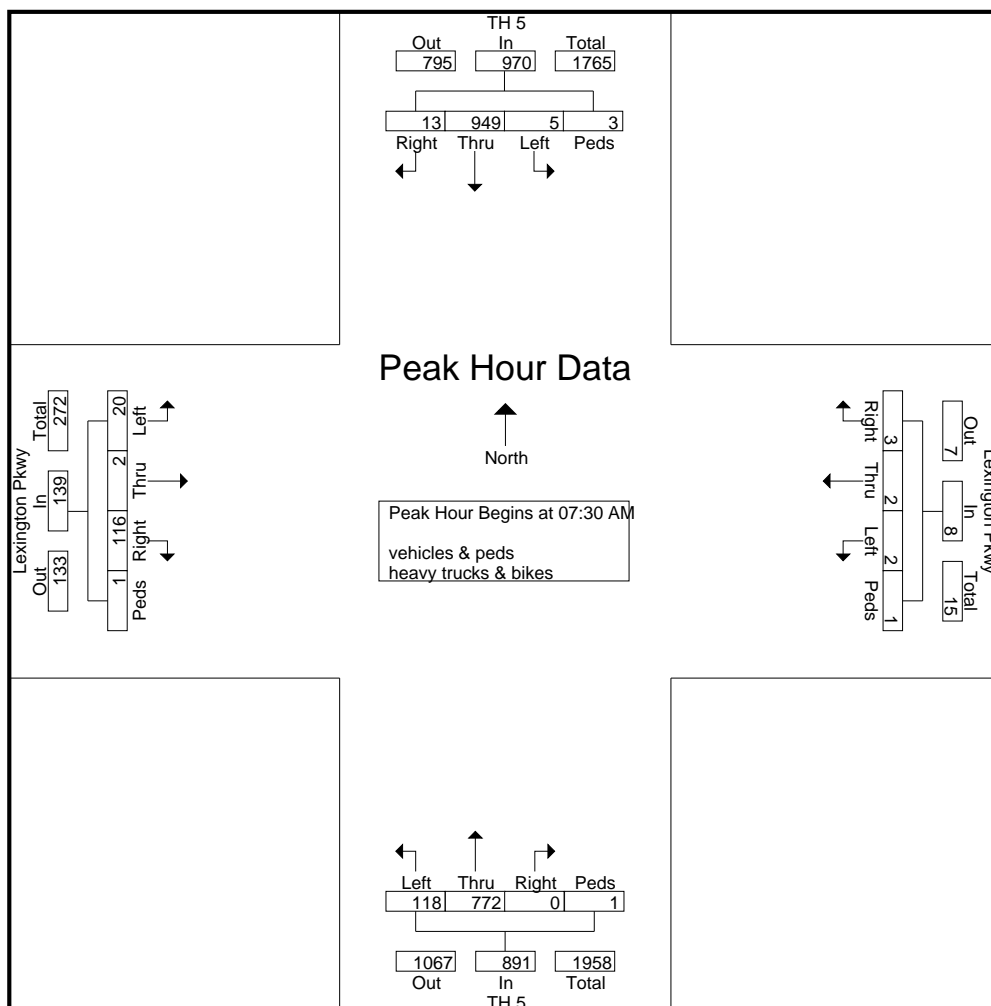 TH 5
Out In Total
795 970 1765
13 949 5 3
Right Thru Left Peds
Peak Hour Data
North
Peak Hour Begins at 07:30 AM
vehicles & peds
heavy trucks & bikes
Lexington Pkwy
Out In Total
133 139 272
20 2 116 1
Left Thru Right Peds
Lexington Pkwy
Out In Total
7 8 15
3 2 2 1
Right Thru Left Peds
Left Thru Right Peds
118 772 0 1
1067 891 1958
Out In Total
TH 5